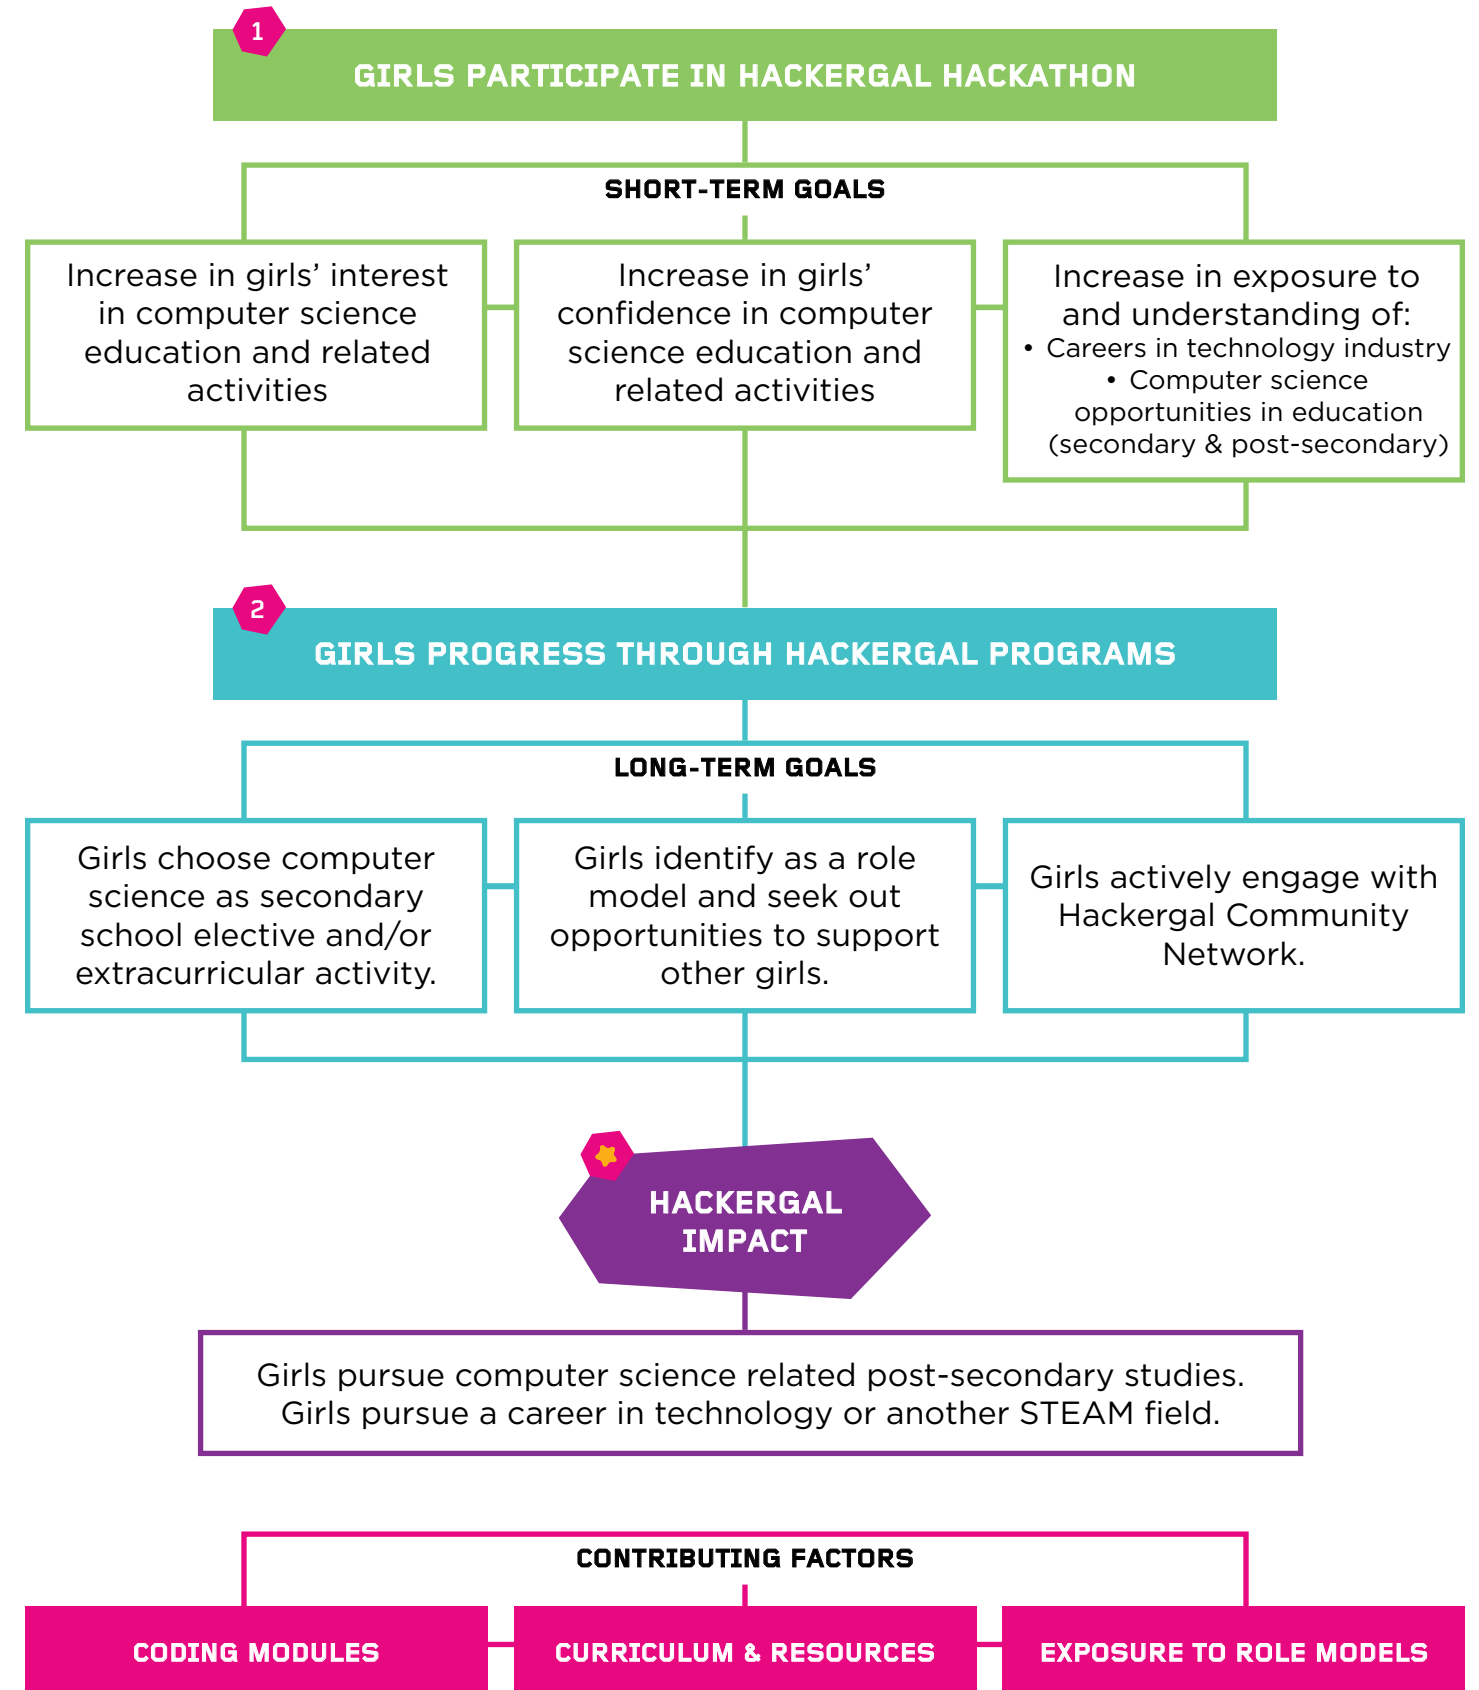 1
GIRLS PARTICIPATE IN HACKERGAL HACKATHON
SHORT-TERM GOALS
Increase in girls’ interest
in computer science
education and related
activities
Increase in girls’
confidence in computer
science education and
related activities
Increase in exposure to
and understanding of:
• Careers in technology industry
• Computer science
opportunities in education
(secondary & post-secondary)
2
GIRLS PROGRESS THROUGH HACKERGAL PROGRAMS
LONG-TERM GOALS
Girls choose computer
science as secondary
school elective and/or
extracurricular activity.
Girls identify as a role
model and seek out
opportunities to support
other girls.
Girls actively engage with
Hackergal Community
Network.
HACKERGAL
IMPACT
Girls pursue computer science related post-secondary studies.
Girls pursue a career in technology or another STEAM field.
CONTRIBUTING FACTORS
CODING MODULES
CURRICULUM & RESOURCES
EXPOSURE TO ROLE MODELS